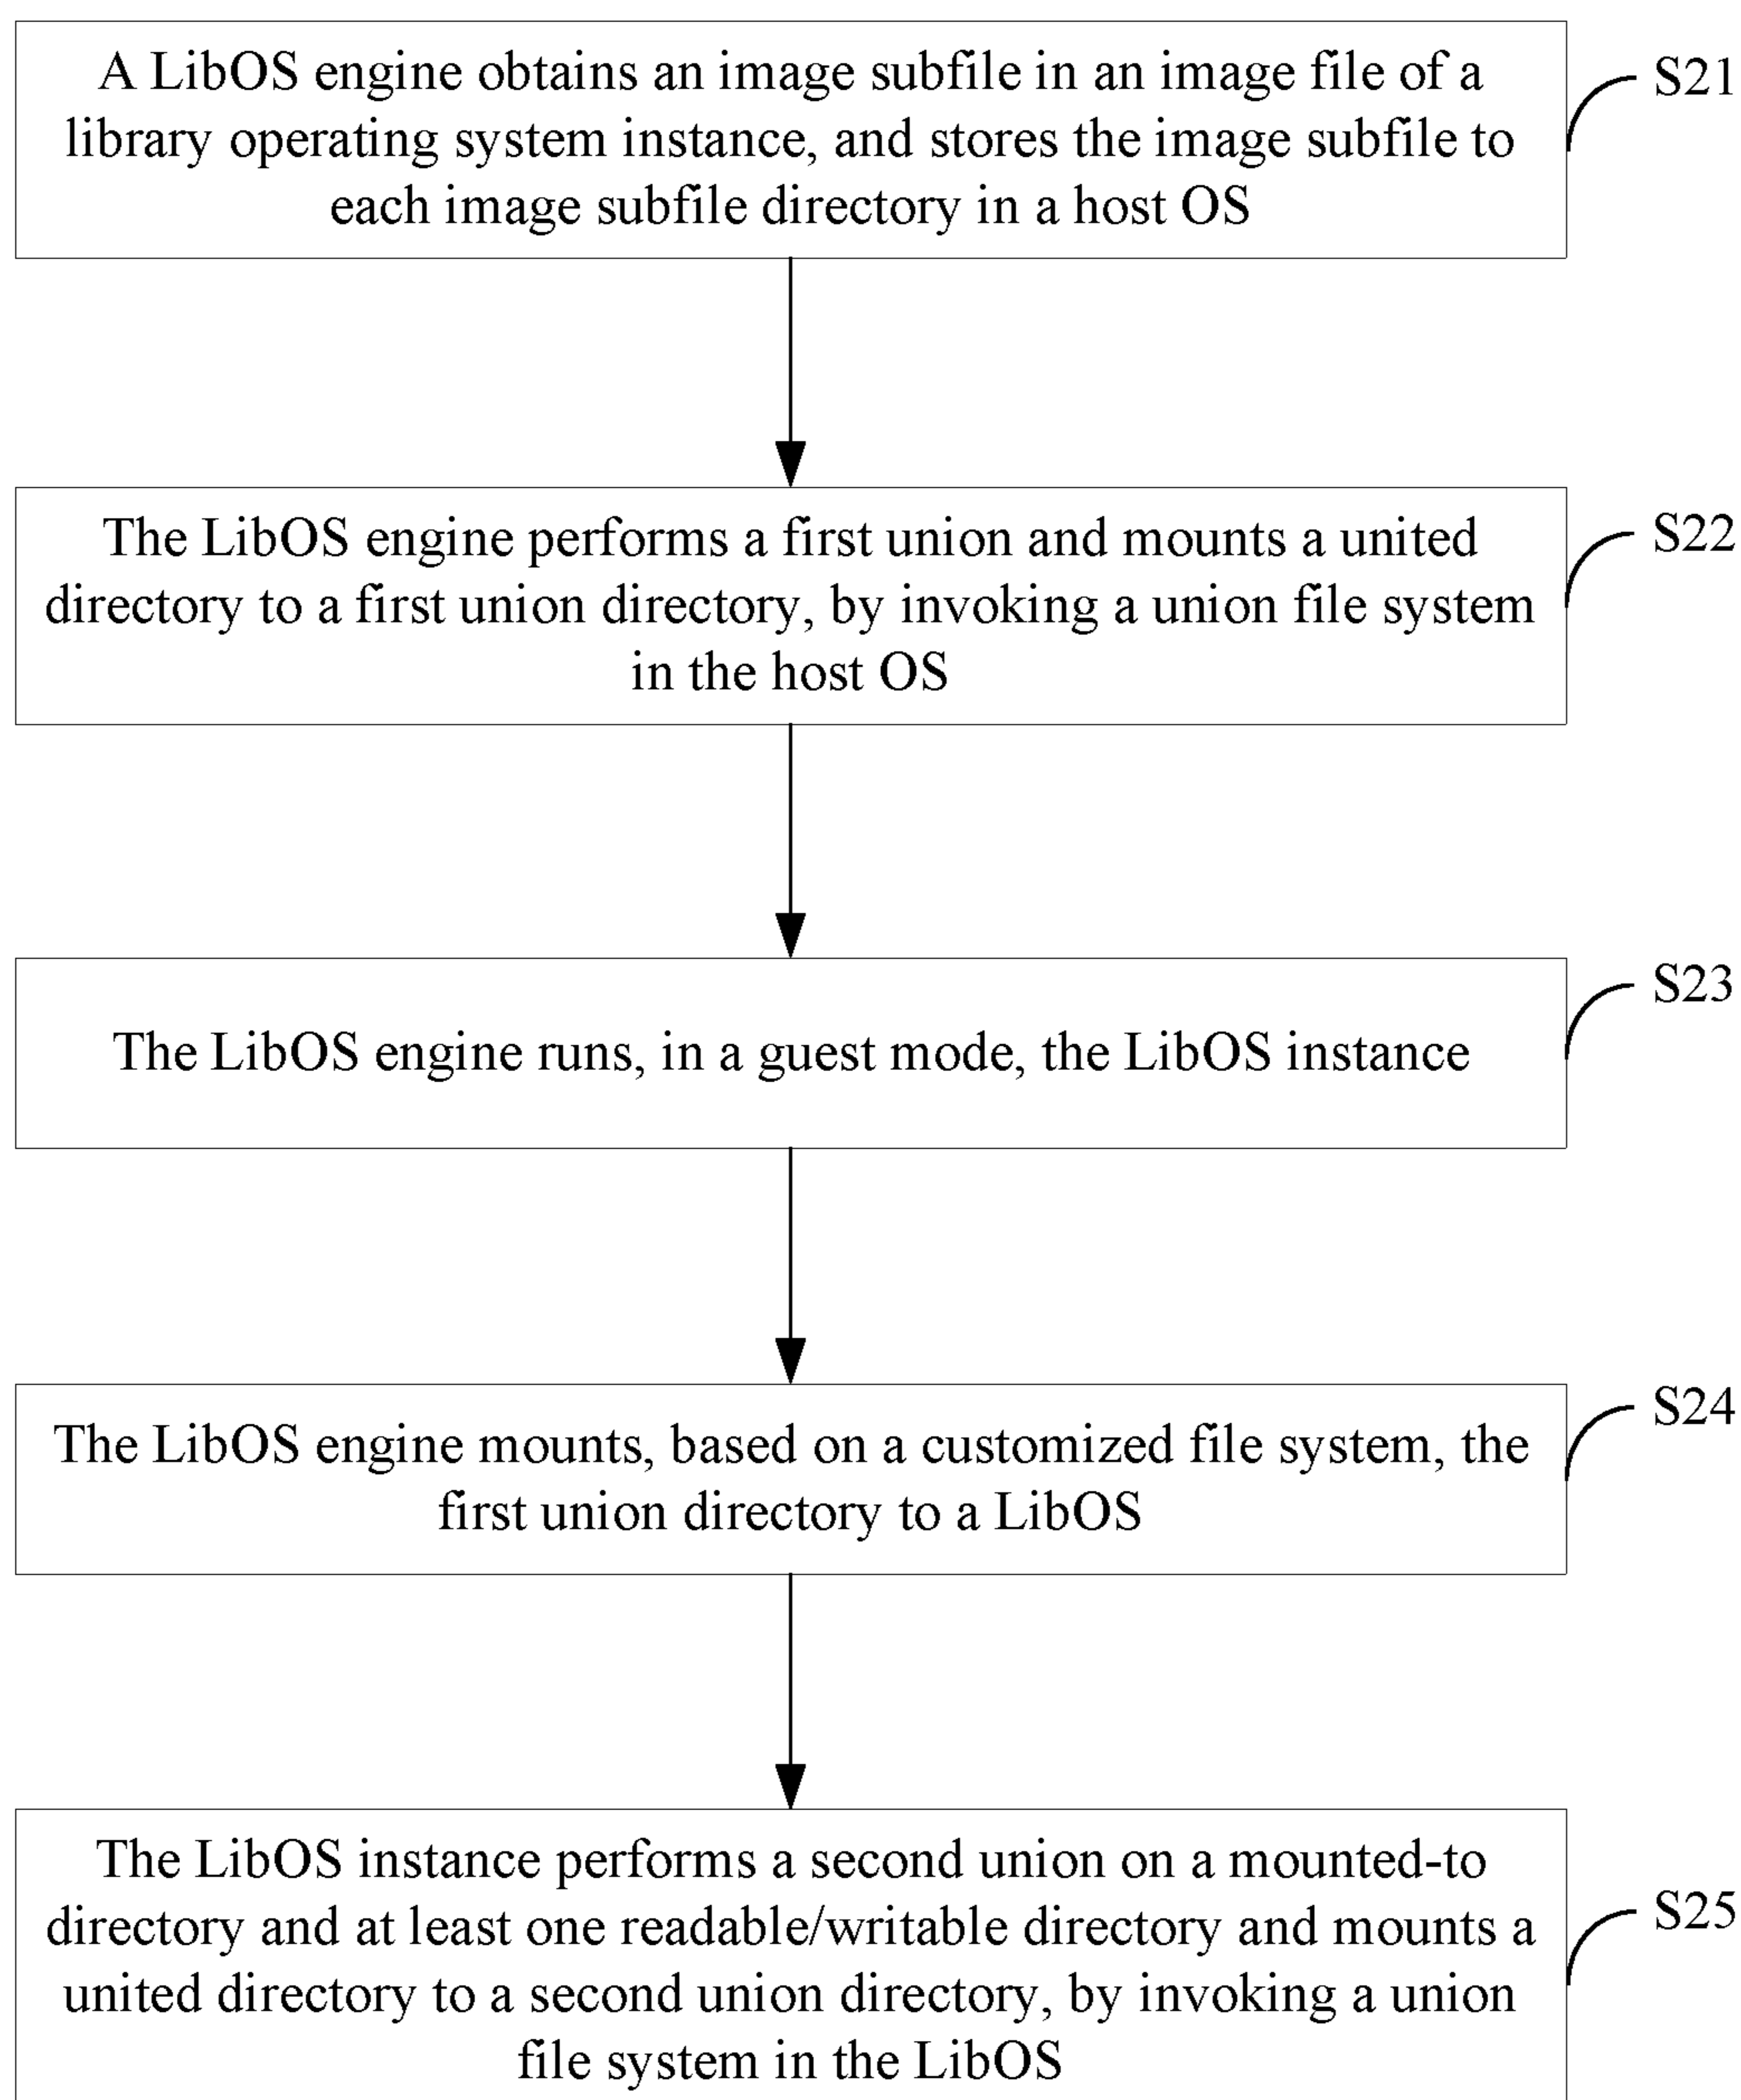 A LibOS engine obtains an image subfile in an image file of a
library operating system instance, and stores the image subfile to
each image subfile directory in a host OS
S21
The LibOS engine performs a first union and mounts a united
directory to a first union directory, by invoking a union file system
in the host OS
S22
The LibOS engine runs, in a guest mode, the LibOS instance
S23
The LibOS engine mounts, based on a customized file system, the
first union directory to a LibOS
S24
The LibOS instance performs a second union on a mounted-to
directory and at least one readable/writable directory and mounts a
united directory to a second union directory, by invoking a union
file system in the LibOS
S25